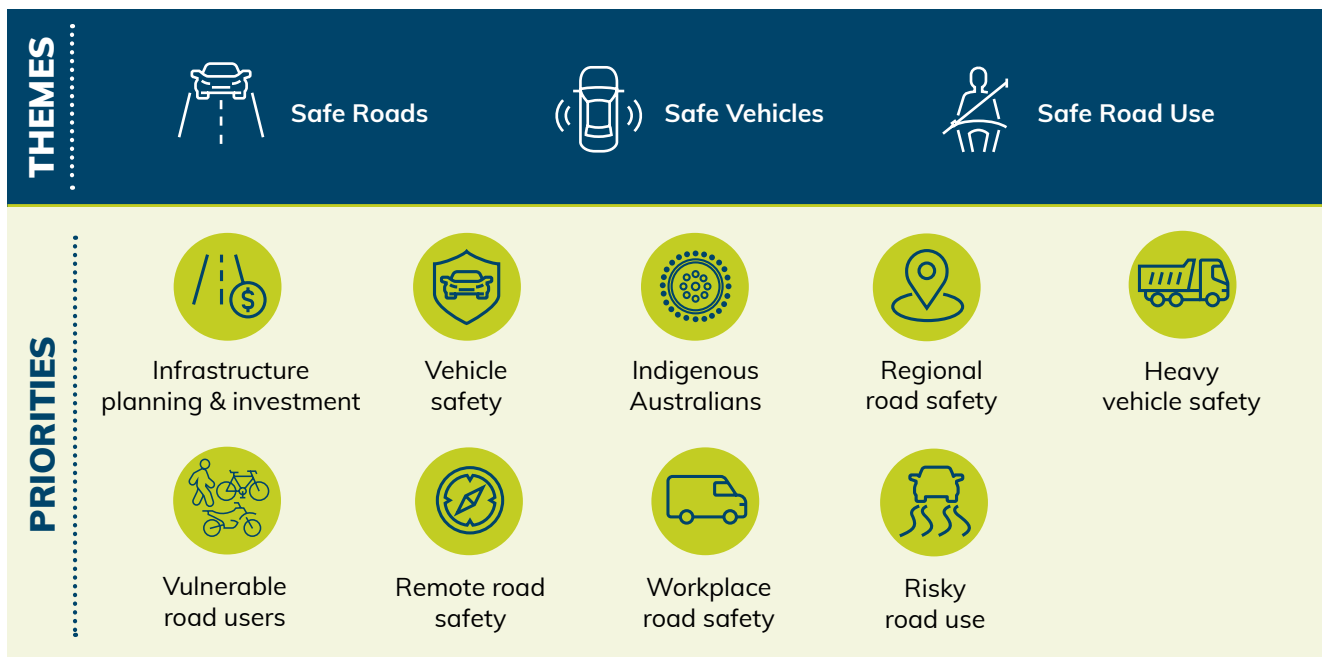 THEMES
Safe Roads
Safe Vehicles
Safe Road Use
PRIORITIES
$
Infrastructure
planning & investment
Vehicle
safety
Indigenous
Australians
Regional
road safety
Heavy
vehicle safety
Vulnerable
road users
Remote road
safety
Workplace
road safety
Risky
road use